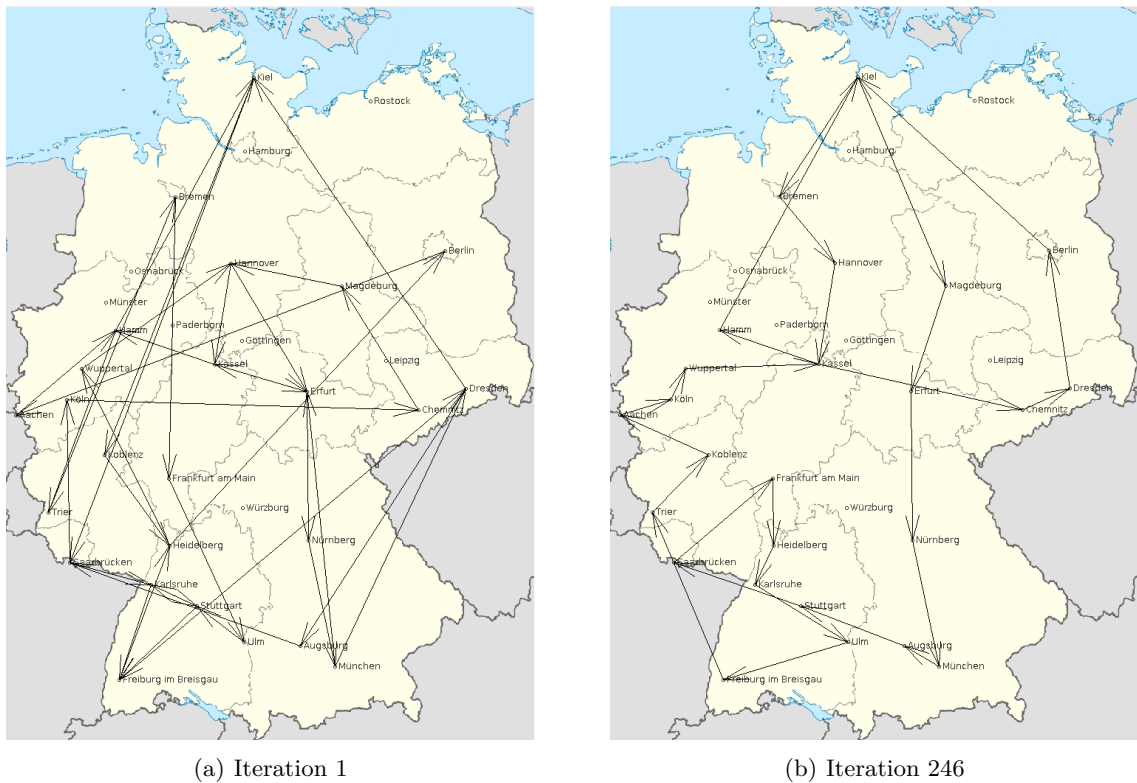 Kiel
Rostock
Hamburg
Bremen
Berlin
Hannover
Osnabrück
Magdeburg
Münster
Paderborn
Hamm
Göttingen
Leipzig
Kassel
Wuppertal
Erfurt
Dresden
Köln
Chemnitz
Aachen
Koblenz
Frankfurt am Main
Würzburg
Trier
Nürnberg
Heidelberg
Saarbrücken
Karlsruhe
Stuttgart
Ulm
Augsburg
München
Freiburg im Breisgau
(a) Iteration 1
Kiel
Rostock
Hamburg
Bremen
Berlin
Hannover
Osnabrück
Magdeburg
Münster
Paderborn
Hamm
Göttingen
Leipzig
Kassel
Wuppertal
Erfurt
Dresden
Köln
Chemnitz
Aachen
Koblenz
Frankfurt am Main
Würzburg
Trier
Nürnberg
Heidelberg
Saarbrücken
Karlsruhe
Stuttgart
Ulm
Augsburg
München
Freiburg im Breisgau
(b) Iteration 246